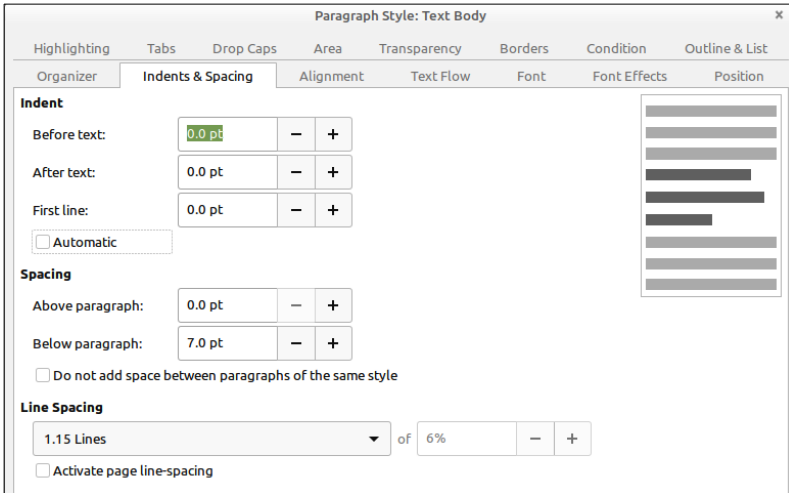 Paragraph Style: Text Body
x
Highlighting Tabs Drop Caps Area Transparency Borders Condition Outline & List
Organizer Indents & Spacing Alignment Text Flow Font Font Effects Position
Indent
Before text: 0.0 pt − +
After text: 0.0 pt − +
First line: 0.0 pt − +
Automatic
Spacing
Above paragraph: 0.0 pt − +
Below paragraph: 7.0 pt − +
Do not add space between paragraphs of the same style
Line Spacing
1.15 Lines of 6% − +
Activate page line-spacing